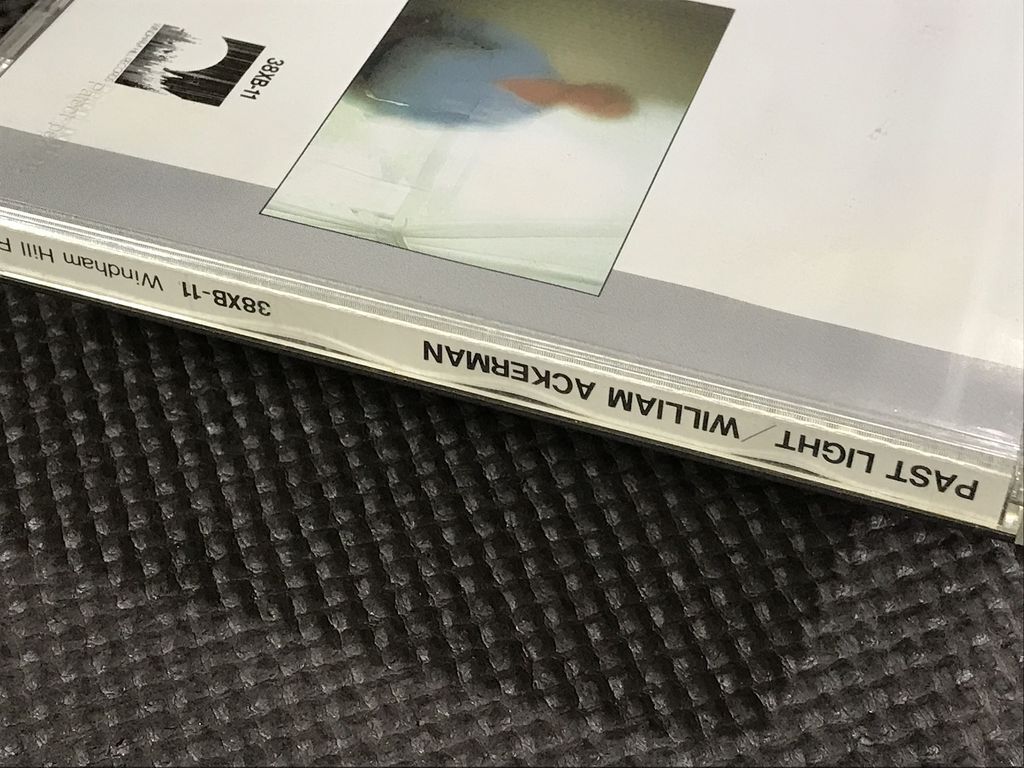 PAST LIGHT / WILLIAM ACKERMAN 38XB-11 Windham Hill
38XB-11